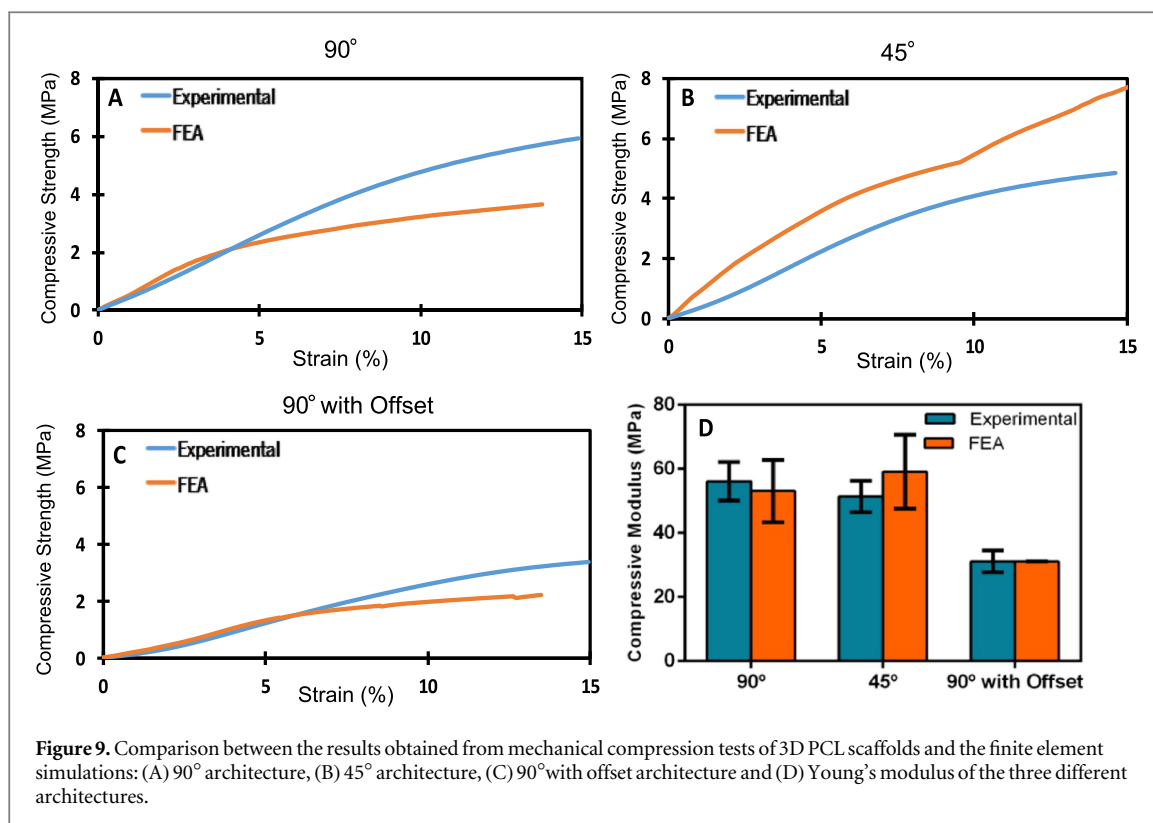 90°
A
Experimental
FEA
Compressive Strength (MPa)
8
6
4
2
0
0 5 10 15
Strain (%)
45°
B
Experimental
FEA
Compressive Strength (MPa)
8
6
4
2
0
0 5 10 15
Strain (%)
90° with Offset
C
Experimental
FEA
Compressive Strength (MPa)
8
6
4
2
0
0 5 10 15
Strain (%)
D
Experimental
FEA
Compressive Modulus (MPa)
80
60
40
20
0
90º 45º 90º with Offset
Figure 9. Comparison between the results obtained from mechanical compression tests of 3D PCL scaffolds and the finite element
simulations: (A) 90° architecture, (B) 45° architecture, (C) 90°with offset architecture and (D) Young's modulus of the three different
architectures.